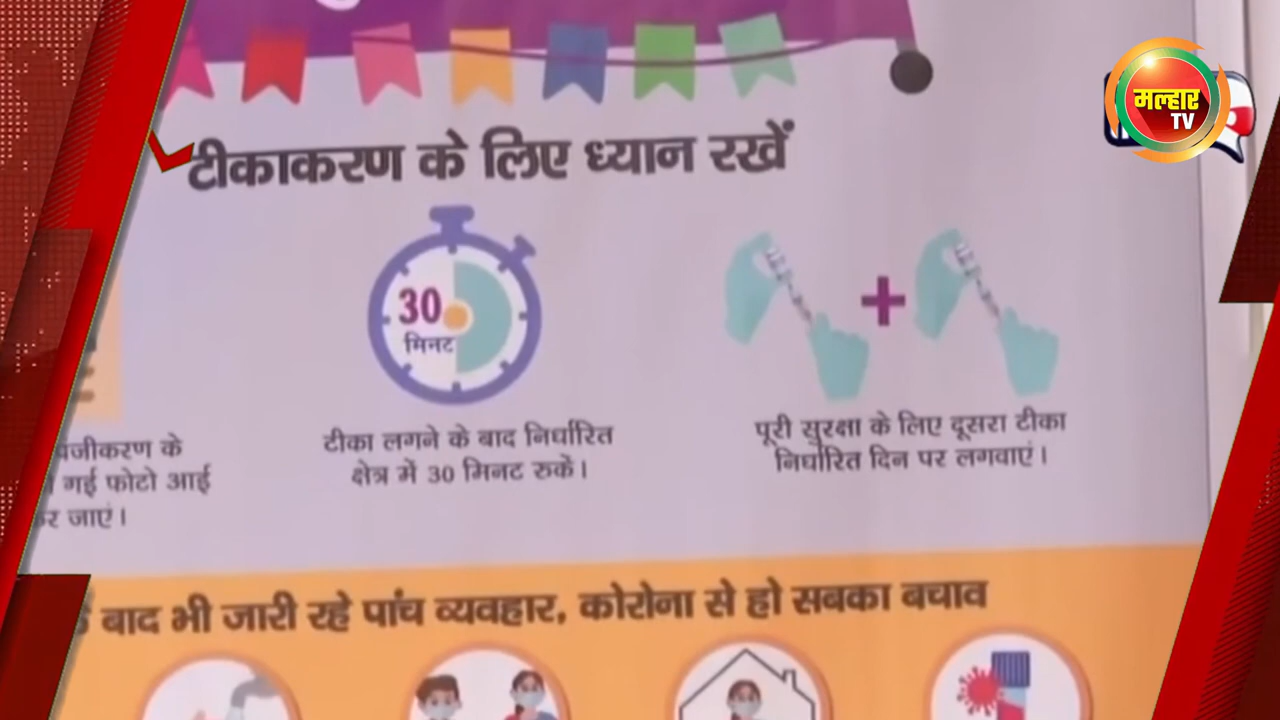 मल्हार
TV
टीकाकरण के लिए ध्यान रखें
30
मिनट
टीका लगने के बाद निर्धारित
क्षेत्र में 30 मिनट रुकें।
पूरी सुरक्षा के लिए दूसरा टीका
निर्धारित दिन पर लगवाएं।
पंजीकरण के
गई फोटो आई
जाएं।
बाद भी जारी रहे पांच व्यवहार, कोरोना से हो सबका बचाव